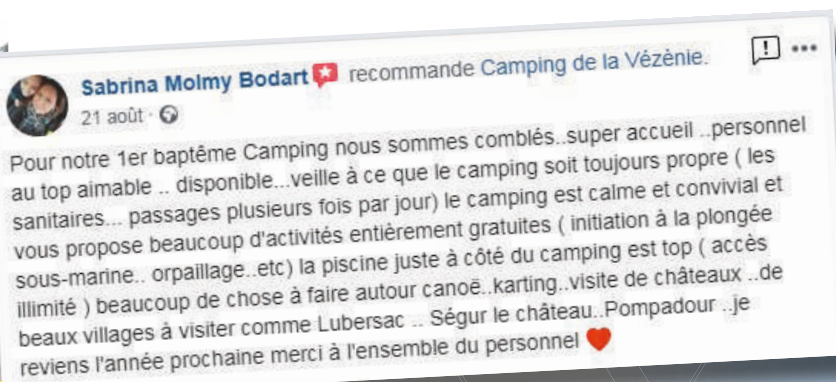 Sabrina Molmy Bodart recommande Camping de la Vézènie.
21 août ·
Pour notre 1er baptême Camping nous sommes comblés..super accueil ..personnel
au top aimable .. disponible...veille à ce que le camping soit toujours propre ( les
sanitaires... passages plusieurs fois par jour) le camping est calme et convivial et
vous propose beaucoup d'activités entièrement gratuites ( initiation à la plongée
sous-marine.. orpaillage..etc) la piscine juste à côté du camping est top ( accès
illimité ) beaucoup de chose à faire autour canoë..karting..visite de châteaux ..de
beaux villages à visiter comme Lubersac .. Ségur le château..Pompadour ..je
reviens l'année prochaine merci à l'ensemble du personnel ❤